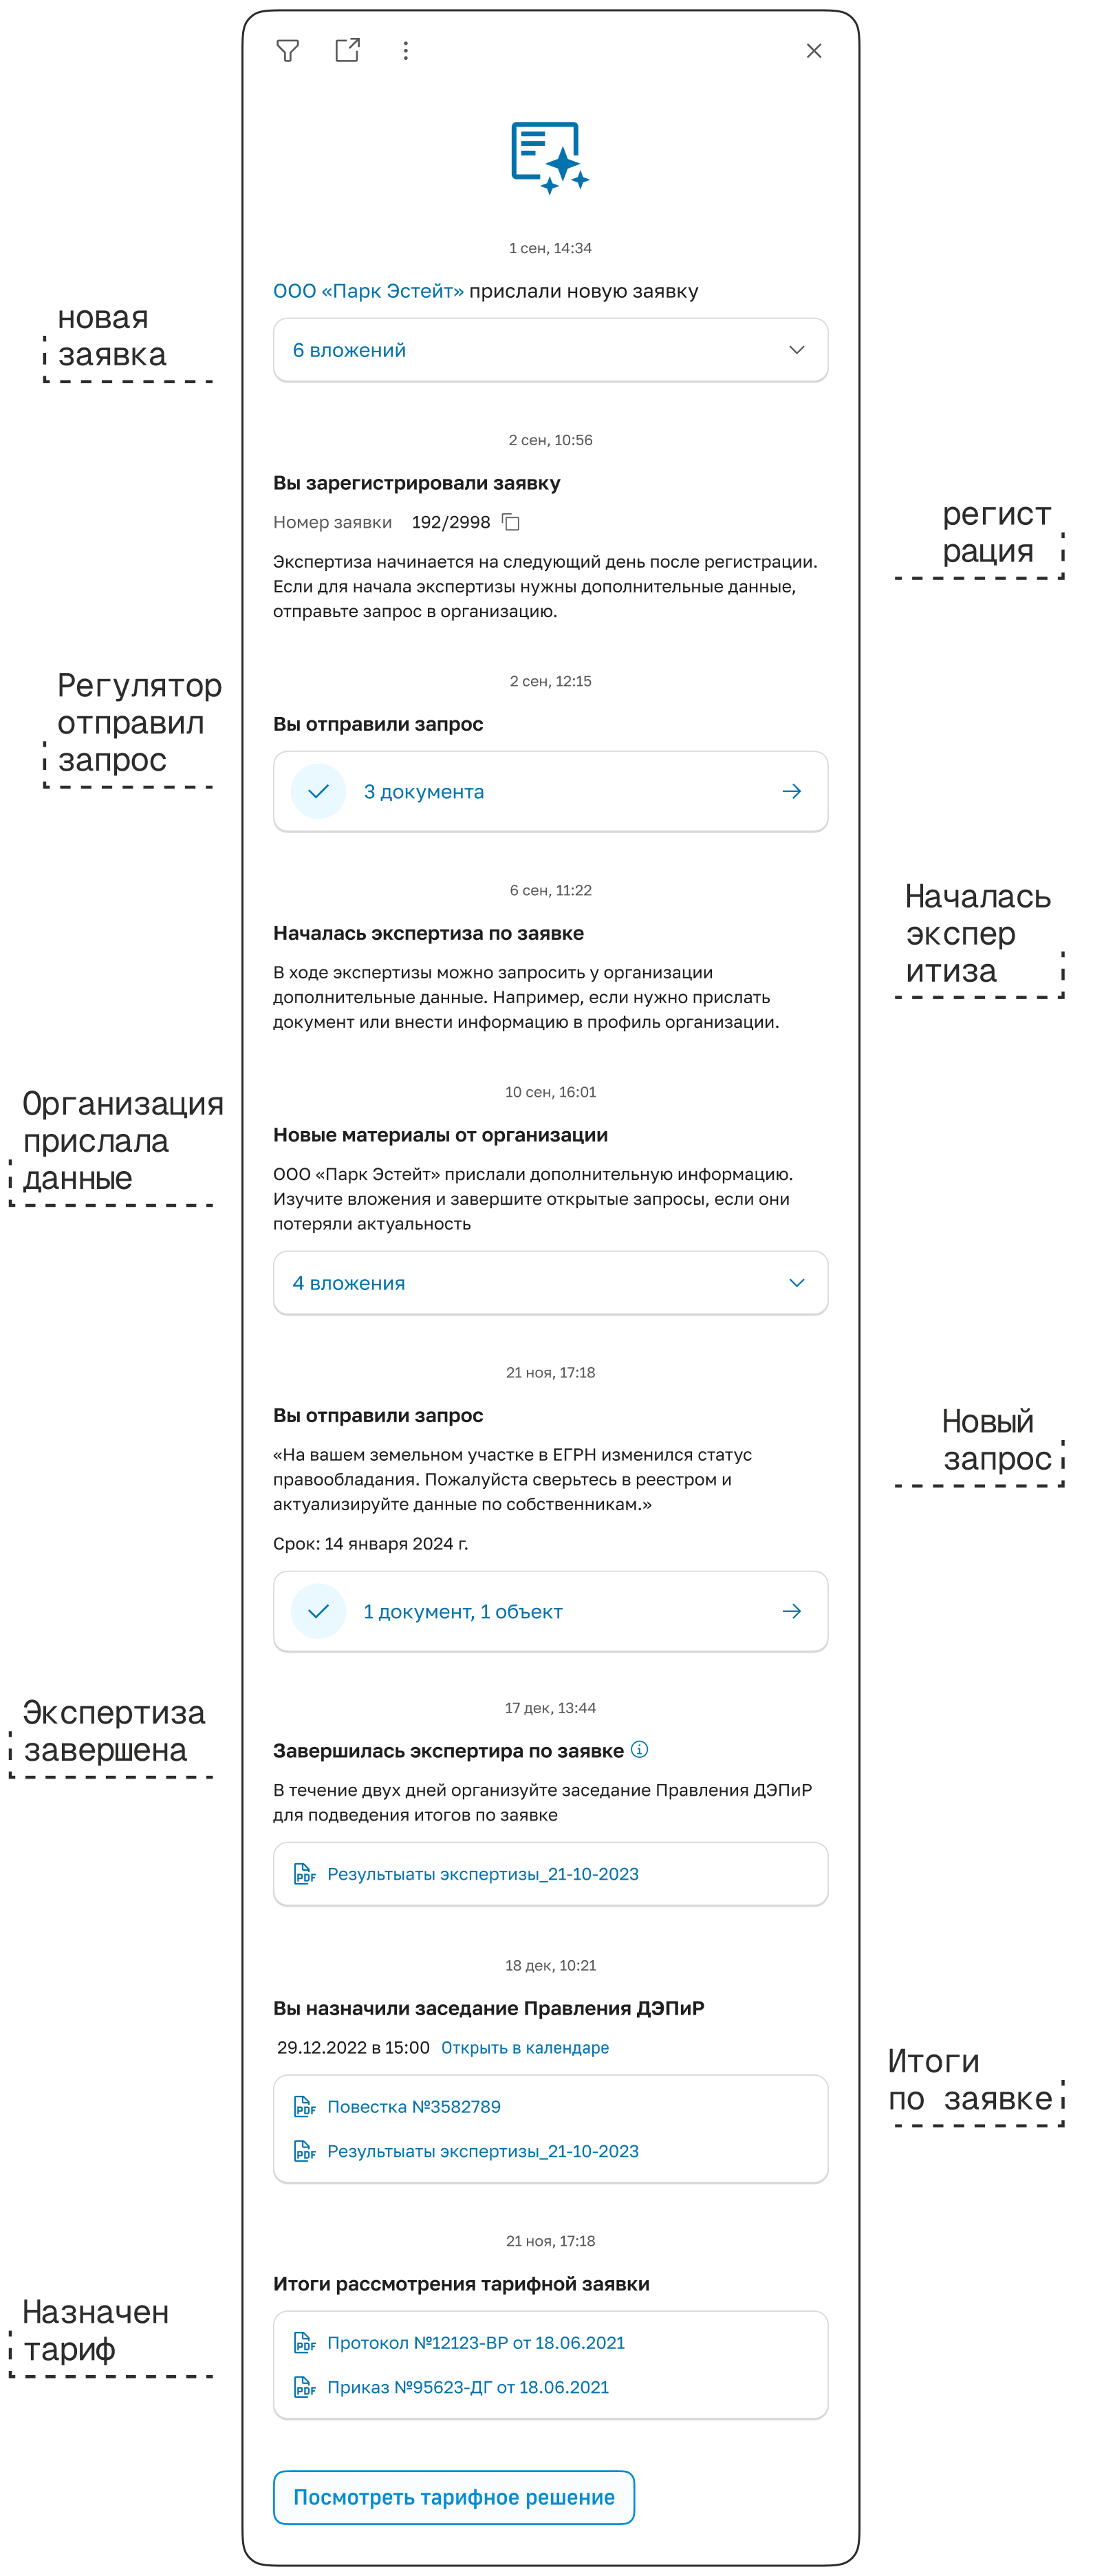 1 сен, 14:34
ООО «Парк Эстейт» прислали новую заявку
новая
заявка
6 вложений
2 сен, 10:56
Вы зарегистрировали заявку
Номер заявки 192/2998
регист
рация
Экспертиза начинается на следующий день после регистрации.
Если для начала экспертизы нужны дополнительные данные,
отправьте запрос в организацию.
2 сен, 12:15
Регулятор
отправил
запрос
Вы отправили запрос
3 документа
6 сен, 11:22
Началась
экспер
итиза
Началась экспертиза по заявке
В ходе экспертизы можно запросить у организации
дополнительные данные. Например, если нужно прислать
документ или внести информацию в профиль организации.
10 сен, 16:01
Организация
прислала
данные
Новые материалы от организации
ООО «Парк Эстейт» прислали дополнительную информацию.
Изучите вложения и завершите открытые запросы, если они
потеряли актуальность
4 вложения
21 ноя, 17:18
Вы отправили запрос
Новый
запрос
«На вашем земельном участке в ЕГРН изменился статус
правообладания. Пожалуйста сверьтесь в реестром и
актуализируйте данные по собственникам.»
Срок: 14 января 2024 г.
1 документ, 1 объект
17 дек, 13:44
Экспертиза
завершена
Завершилась экспертира по заявке
В течение двух дней организуйте заседание Правления ДЭПиР
для подведения итогов по заявке
PDF Результыаты экспертизы_21-10-2023
18 дек, 10:21
Вы назначили заседание Правления ДЭПиР
29.12.2022 в 15:00 Открыть в календаре
Итоги
по заявке
PDF Повестка №3582789
PDF Результыаты экспертизы_21-10-2023
21 ноя, 17:18
Итоги рассмотрения тарифной заявки
Назначен
тариф
PDF Протокол №12123-ВР от 18.06.2021
PDF Приказ №95623-ДГ от 18.06.2021
Посмотреть тарифное решение